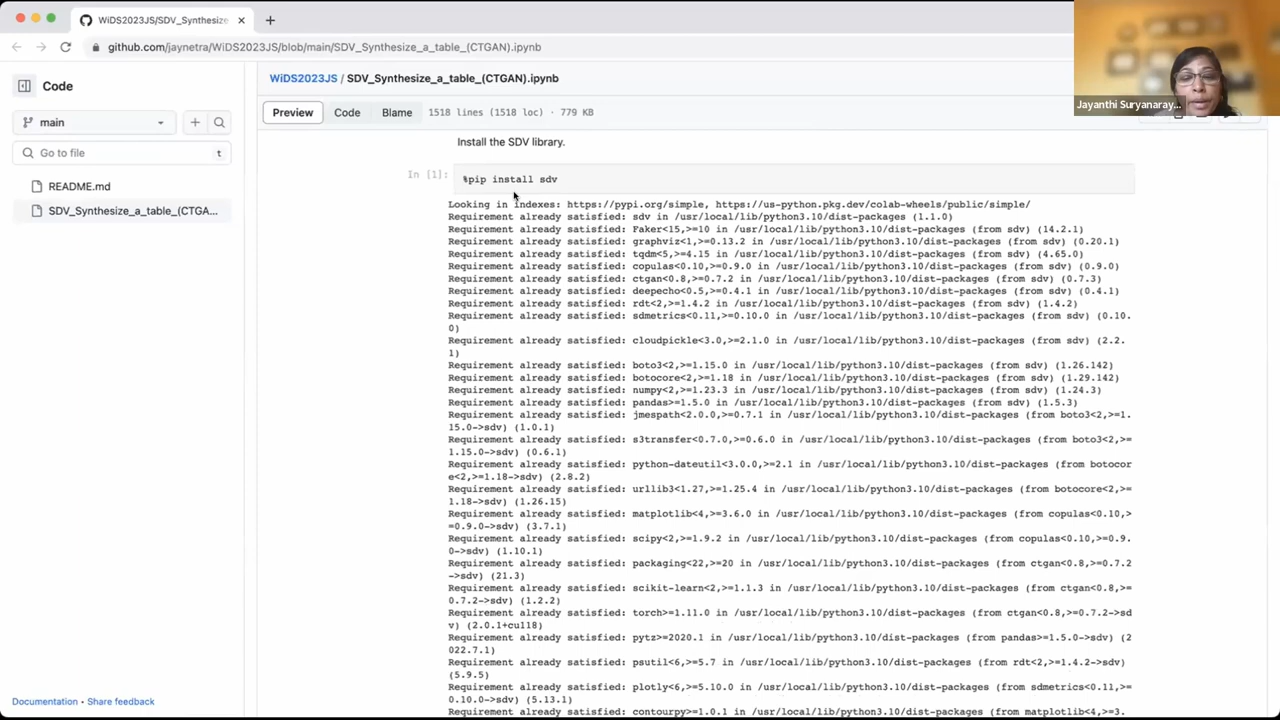 WiDS2023JS/SDV_Synthesize
github.com/jaynetra/WiDS2023JS/blob/main/SDV_Synthesize_a_table_(CTGAN).ipynb
Jayanthi Suryanaray...
Code
WiDS2023JS / SDV_Synthesize_a_table_(CTGAN).ipynb
main
Preview Code Blame 1518 lines (1518 loc) · 779 KB
Go to file t
README.md
SDV_Synthesize_a_table_(CTGA...
Install the SDV library.
In [1]: %pip install sdv
Looking in indexes: https://pypi.org/simple, https://us-python.pkg.dev/colab-wheels/public/simple/
Requirement already satisfied: sdv in /usr/local/lib/python3.10/dist-packages (1.1.0)
Requirement already satisfied: Faker<15,>=10 in /usr/local/lib/python3.10/dist-packages (from sdv) (14.2.1)
Requirement already satisfied: graphviz<1,>=0.13.2 in /usr/local/lib/python3.10/dist-packages (from sdv) (0.20.1)
Requirement already satisfied: tqdm<5,>=4.15 in /usr/local/lib/python3.10/dist-packages (from sdv) (4.65.0)
Requirement already satisfied: copulas<0.10,>=0.9.0 in /usr/local/lib/python3.10/dist-packages (from sdv) (0.9.0)
Requirement already satisfied: ctgan<0.8,>=0.7.2 in /usr/local/lib/python3.10/dist-packages (from sdv) (0.7.3)
Requirement already satisfied: deepecho<0.5,>=0.4.1 in /usr/local/lib/python3.10/dist-packages (from sdv) (0.4.1)
Requirement already satisfied: rdt<2,>=1.4.2 in /usr/local/lib/python3.10/dist-packages (from sdv) (1.4.2)
Requirement already satisfied: sdmetrics<0.11,>=0.10.0 in /usr/local/lib/python3.10/dist-packages (from sdv) (0.10.
0)
Requirement already satisfied: cloudpickle<3.0,>=2.1.0 in /usr/local/lib/python3.10/dist-packages (from sdv) (2.2.
1)
Requirement already satisfied: boto3<2,>=1.15.0 in /usr/local/lib/python3.10/dist-packages (from sdv) (1.26.142)
Requirement already satisfied: botocore<2,>=1.18 in /usr/local/lib/python3.10/dist-packages (from sdv) (1.29.142)
Requirement already satisfied: numpy<2,>=1.23.3 in /usr/local/lib/python3.10/dist-packages (from sdv) (1.24.3)
Requirement already satisfied: pandas>=1.5.0 in /usr/local/lib/python3.10/dist-packages (from sdv) (1.5.3)
Requirement already satisfied: jmespath<2.0.0,>=0.7.1 in /usr/local/lib/python3.10/dist-packages (from boto3<2,>=1.
15.0->sdv) (1.0.1)
Requirement already satisfied: s3transfer<0.7.0,>=0.6.0 in /usr/local/lib/python3.10/dist-packages (from boto3<2,>=
1.15.0->sdv) (0.6.1)
Requirement already satisfied: python-dateutil<3.0.0,>=2.1 in /usr/local/lib/python3.10/dist-packages (from botocor
e<2,>=1.18->sdv) (2.8.2)
Requirement already satisfied: urllib3<1.27,>=1.25.4 in /usr/local/lib/python3.10/dist-packages (from botocore<2,>=
1.18->sdv) (1.26.15)
Requirement already satisfied: matplotlib<4,>=3.6.0 in /usr/local/lib/python3.10/dist-packages (from copulas<0.10,>
=0.9.0->sdv) (3.7.1)
Requirement already satisfied: scipy<2,>=1.9.2 in /usr/local/lib/python3.10/dist-packages (from copulas<0.10,>=0.9.
0->sdv) (1.10.1)
Requirement already satisfied: packaging<22,>=20 in /usr/local/lib/python3.10/dist-packages (from ctgan<0.8,>=0.7.2
->sdv) (21.3)
Requirement already satisfied: scikit-learn<2,>=1.1.3 in /usr/local/lib/python3.10/dist-packages (from ctgan<0.8,>=
0.7.2->sdv) (1.2.2)
Requirement already satisfied: torch>=1.11.0 in /usr/local/lib/python3.10/dist-packages (from ctgan<0.8,>=0.7.2->sd
v) (2.0.1+cu118)
Requirement already satisfied: pytz>=2020.1 in /usr/local/lib/python3.10/dist-packages (from pandas>=1.5.0->sdv) (2
022.7.1)
Requirement already satisfied: psutil<6,>=5.7 in /usr/local/lib/python3.10/dist-packages (from rdt<2,>=1.4.2->sdv)
(5.9.5)
Requirement already satisfied: plotly<6,>=5.10.0 in /usr/local/lib/python3.10/dist-packages (from sdmetrics<0.11,>=
0.10.0->sdv) (5.13.1)
Requirement already satisfied: contourpy>=1.0.1 in /usr/local/lib/python3.10/dist-packages (from matplotlib<4,>=3.
Documentation • Share feedback